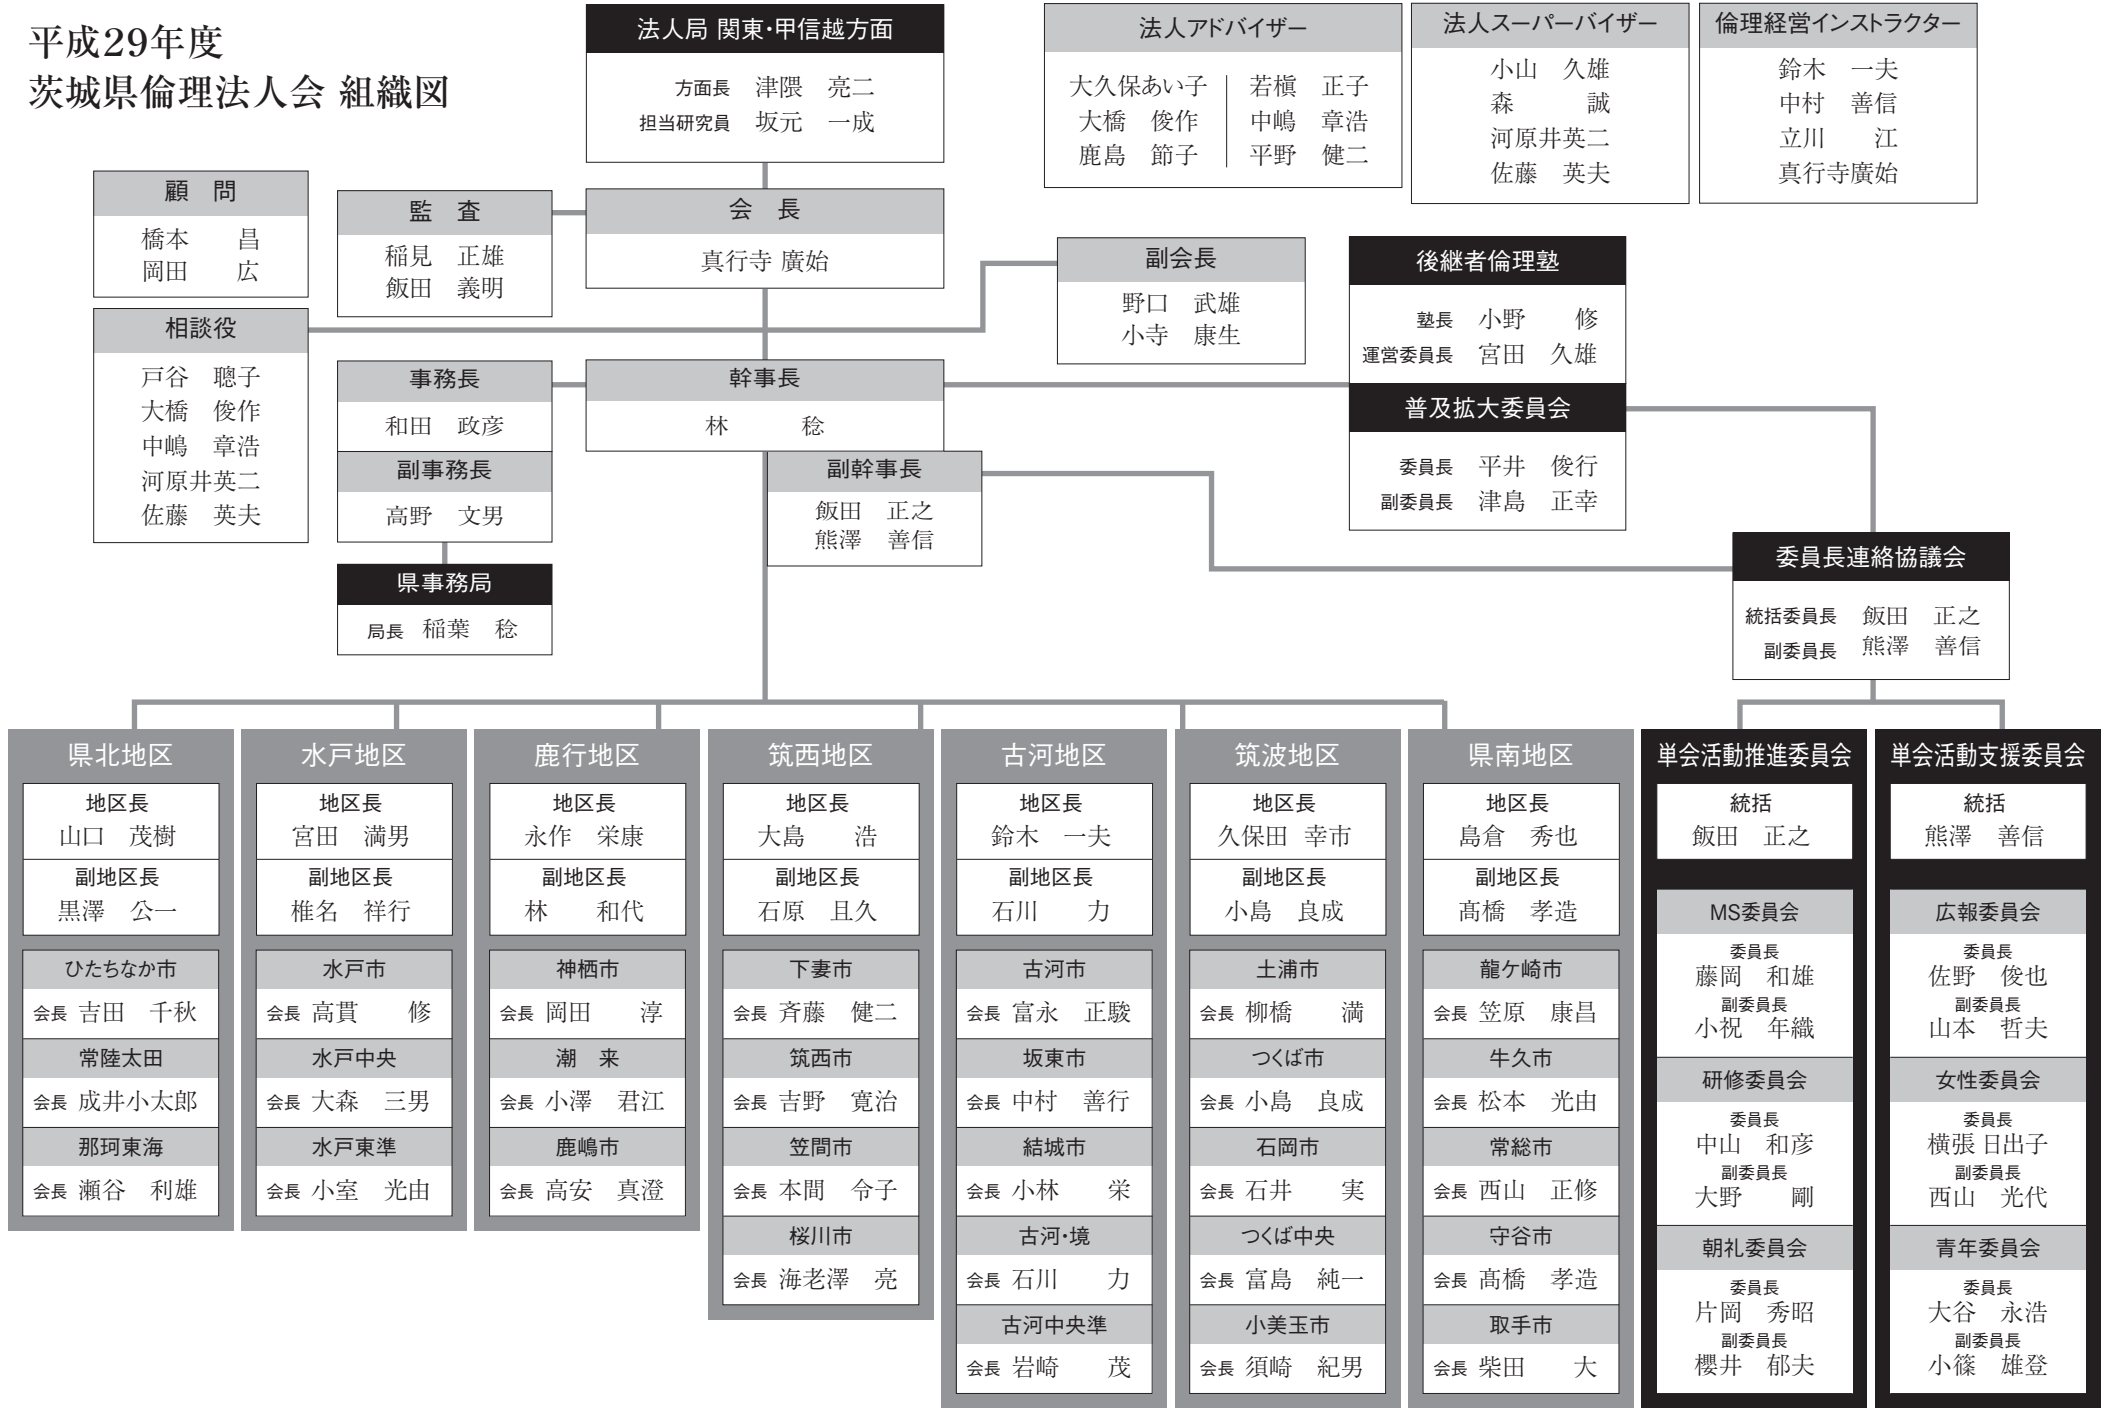 平成29年度
茨城県倫理法人会 組織図
法人局 関東・甲信越方面
方面長 津隈 亮二
担当研究員 坂元 一成
法人アドバイザー
大久保あい子 若槇 正子
大橋 俊作 中嶋 章浩
鹿島 節子 平野 健二
法人スーパーバイザー
小山 久雄
森 誠
河原井英二
佐藤 英夫
倫理経営インストラクター
鈴木 一夫
中村 善信
立川 江
真行寺廣始
顧 問
橋本 昌
岡田 広
監 査
稲見 正雄
飯田 義明
会 長
真行寺 廣始
副会長
野口 武雄
小寺 康生
後継者倫理塾
塾長 小野 修
運営委員長 宮田 久雄
相談役
戸谷 聰子
大橋 俊作
中嶋 章浩
河原井英二
佐藤 英夫
事務長
和田 政彦
副事務長
高野 文男
県事務局
局長 稲葉 稔
幹事長
林 稔
副幹事長
飯田 正之
熊澤 善信
普及拡大委員会
委員長 平井 俊行
副委員長 津島 正幸
委員長連絡協議会
統括委員長 飯田 正之
副委員長 熊澤 善信
県北地区
地区長
山口 茂樹
副地区長
黒澤 公一
ひたちなか市
会長 吉田 千秋
常陸太田
会長 成井小太郎
那珂東海
会長 瀬谷 利雄
水戸地区
地区長
宮田 満男
副地区長
椎名 祥行
水戸市
会長 高貫 修
水戸中央
会長 大森 三男
水戸東準
会長 小室 光由
鹿行地区
地区長
永作 栄康
副地区長
林 和代
神栖市
会長 岡田 淳
潮 来
会長 小澤 君江
鹿嶋市
会長 高安 真澄
筑西地区
地区長
大島 浩
副地区長
石原 且久
下妻市
会長 斉藤 健二
筑西市
会長 吉野 寛治
笠間市
会長 本間 令子
桜川市
会長 海老澤 亮
古河地区
地区長
鈴木 一夫
副地区長
石川 力
古河市
会長 富永 正駿
坂東市
会長 中村 善行
結城市
会長 小林 栄
古河・境
会長 石川 力
古河中央準
会長 岩崎 茂
筑波地区
地区長
久保田 幸市
副地区長
小島 良成
土浦市
会長 柳橋 満
つくば市
会長 小島 良成
石岡市
会長 石井 実
つくば中央
会長 富島 純一
小美玉市
会長 須崎 紀男
県南地区
地区長
島倉 秀也
副地区長
髙橋 孝造
龍ケ崎市
会長 笠原 康昌
牛久市
会長 松本 光由
常総市
会長 西山 正修
守谷市
会長 髙橋 孝造
取手市
会長 柴田 大
単会活動推進委員会
統括
飯田 正之
MS委員会
委員長
藤岡 和雄
副委員長
小祝 年織
研修委員会
委員長
中山 和彦
副委員長
大野 剛
朝礼委員会
委員長
片岡 秀昭
副委員長
櫻井 郁夫
単会活動支援委員会
統括
熊澤 善信
広報委員会
委員長
佐野 俊也
副委員長
山本 哲夫
女性委員会
委員長
横張 日出子
副委員長
西山 光代
青年委員会
委員長
大谷 永浩
副委員長
小篠 雄登